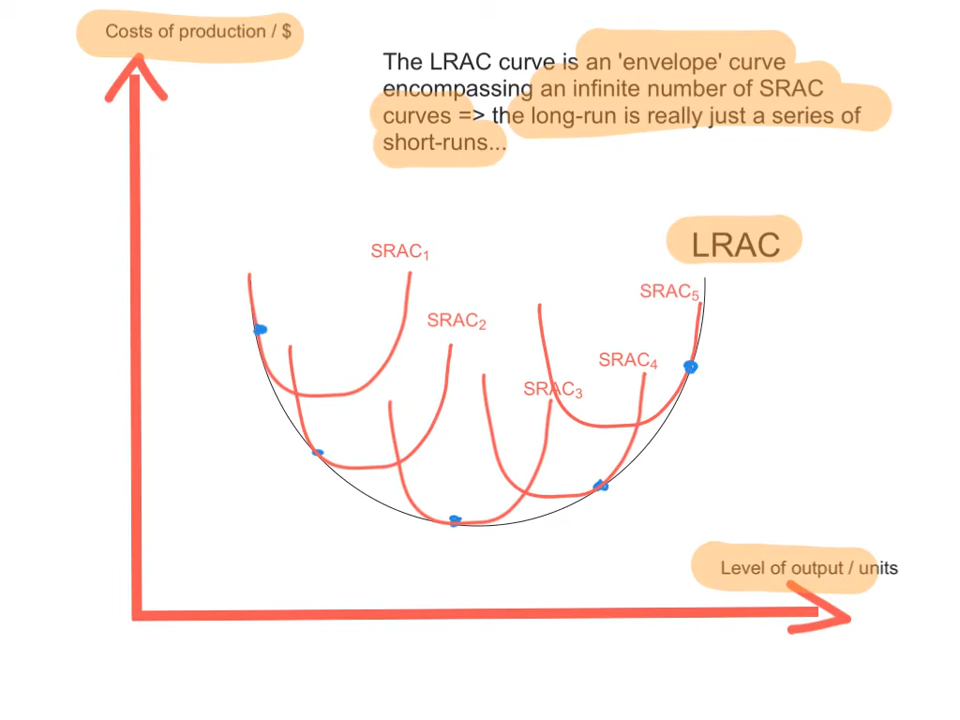 Costs of production / $
The LRAC curve is an 'envelope' curve
encompassing an infinite number of SRAC
curves => the long-run is really just a series of
short-runs...
LRAC
SRAC₁
SRAC₅
SRAC₂
SRAC₄
SRAC₃
Level of output / units